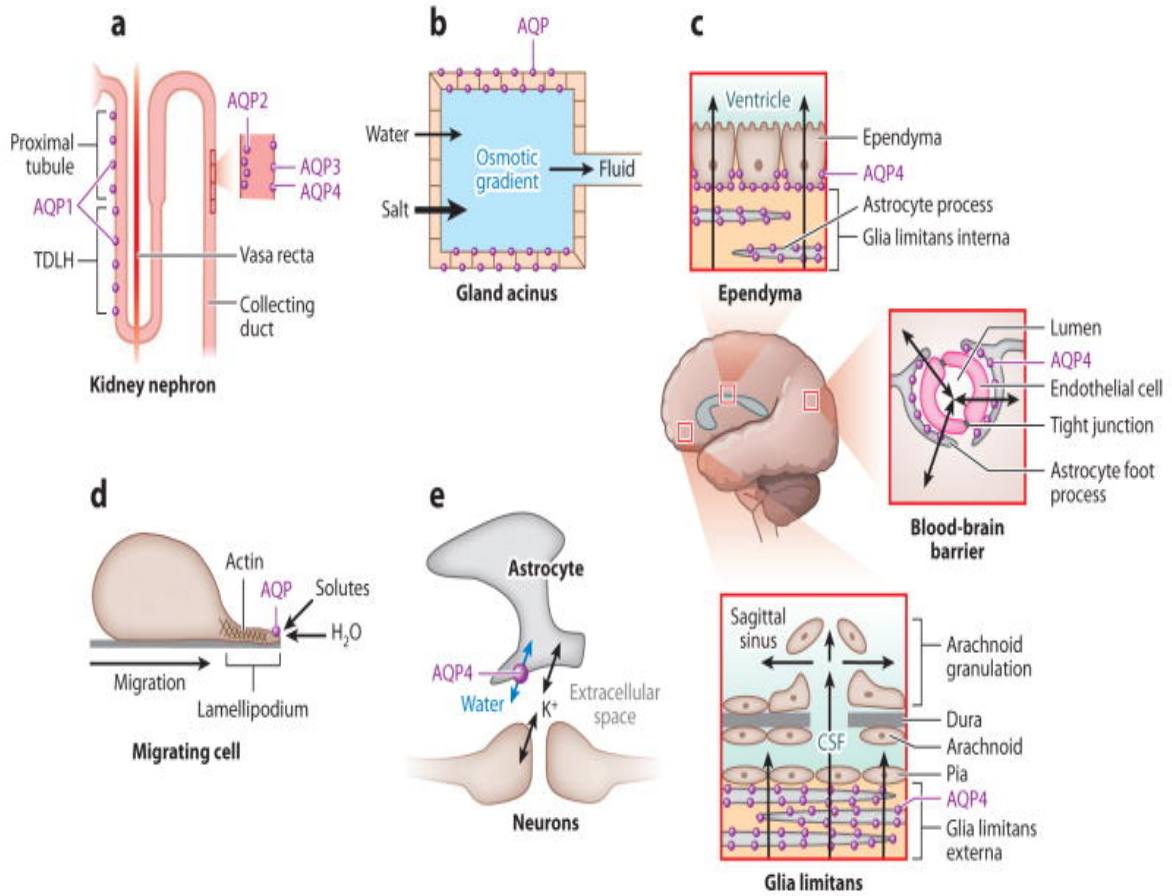 a
AQP2
Proximal
tubule
AQP3
AQP4
AQP1
TDLH
Vasa recta
Collecting
duct
Kidney nephron
b
AQP
Water
Osmotic
gradient
Fluid
Salt
Gland acinus
c
Ventricle
Ependyma
AQP4
Astrocyte process
Glia limitans interna
Ependyma
Lumen
AQP4
Endothelial cell
Tight junction
Astrocyte foot
process
Blood-brain
barrier
d
Actin
AQP
Solutes
H₂O
Migration
Lamellipodium
Migrating cell
e
Astrocyte
AQP4
Water
K⁺
Extracellular
space
Neurons
Sagittal
sinus
Arachnoid
granulation
Dura
CSF
Arachnoid
Pia
AQP4
Glia limitans
externa
Glia limitans